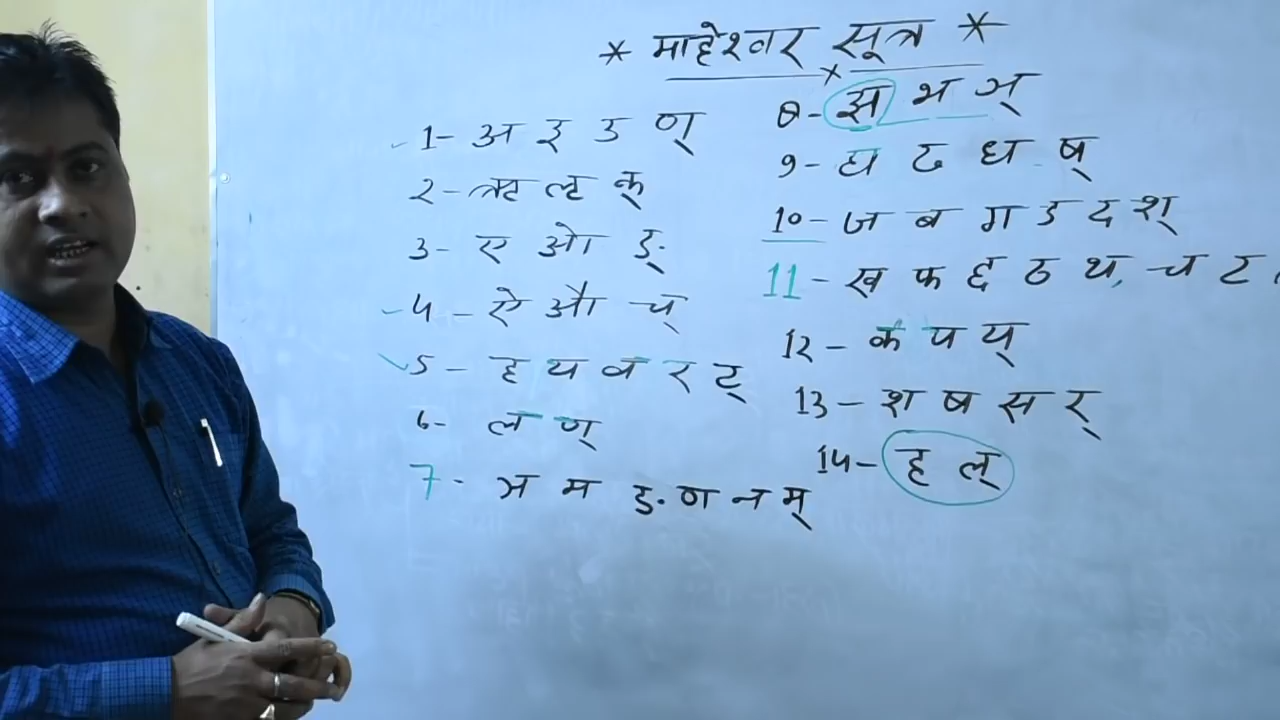 * माहेश्वर सूत्र *
1- अ इ उ ण्
2- ऋ ऌ क्
3- ए ओ ङ्
4 - ऐ औ च्
5 - ह य व र ट्
6- ल ण्
7- ञ म ङ ण न म्
8- झ भ ञ्
9- घ ढ ध ष्
10- ज ब ग ड द श्
11- ख फ छ ठ थ, च ट
12- क प य्
13- श ष स र्
14- ह ल्